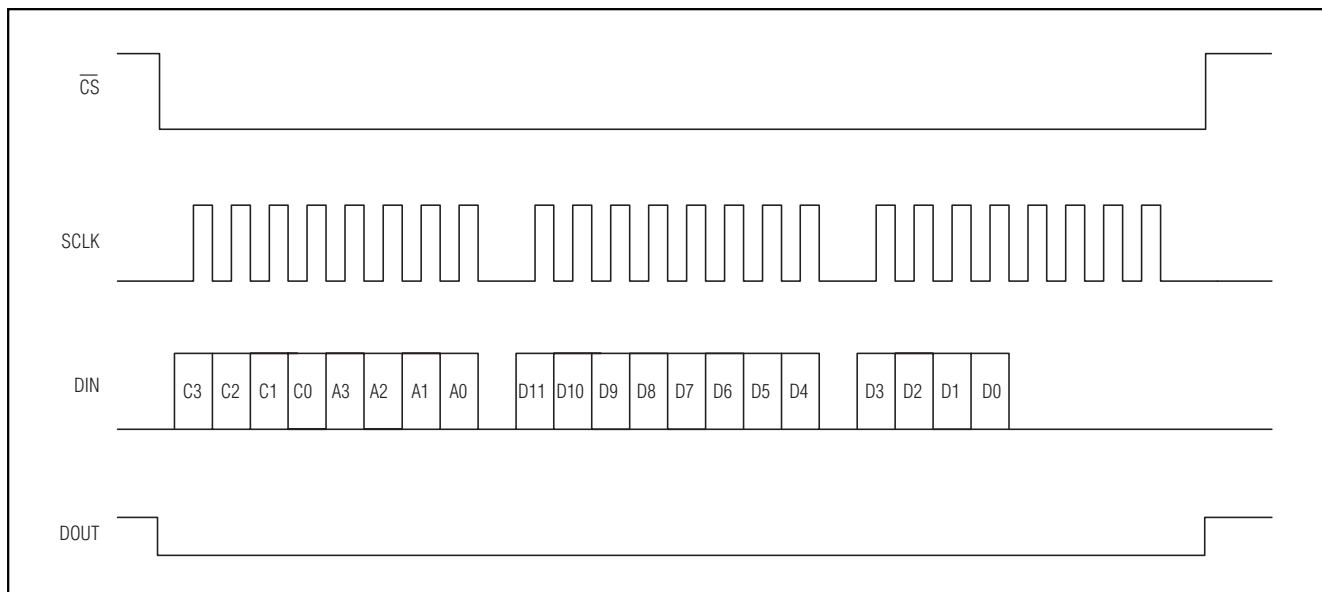 CS
SCLK
DIN
C3 C2 C1 C0 A3 A2 A1 A0 D11 D10 D9 D8 D7 D6 D5 D4 D3 D2 D1 D0
DOUT